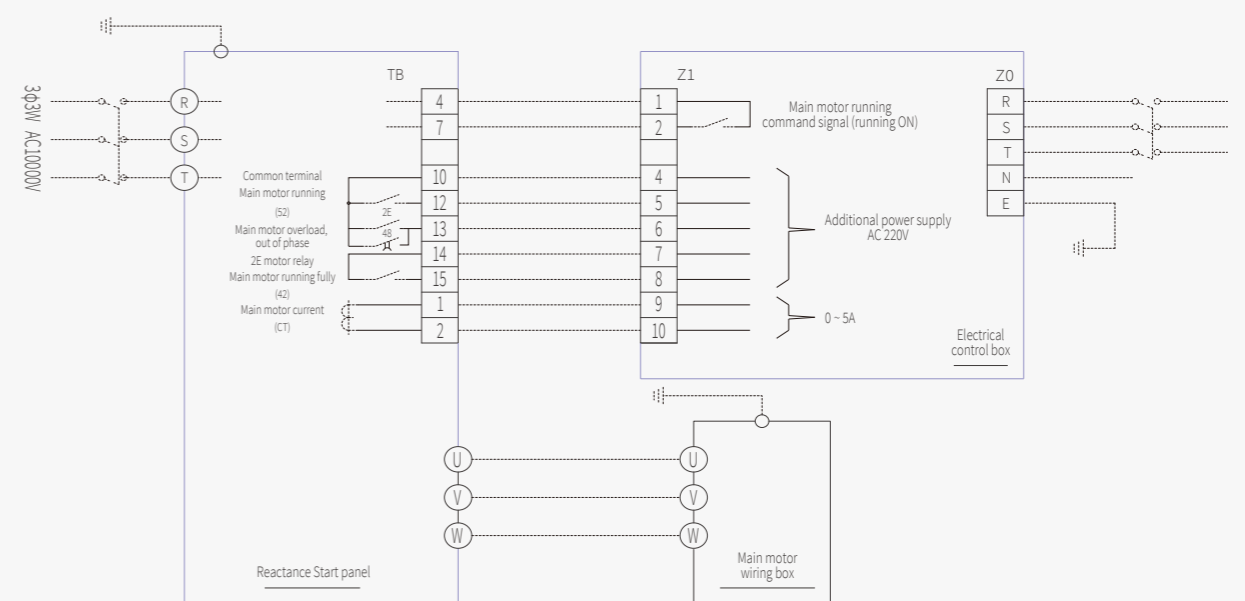 TB
Z1
Z0
3ф3W AC10000V
R
S
T
4
7
10
12
13
14
15
1
2
Common terminal
Main motor running
(52)
2E
Main motor overload,
out of phase
48
2E motor relay
Main motor running fully
(42)
Main motor current
(CT)
1
2
4
5
6
7
8
9
10
Main motor running
command signal (running ON)
Additional power supply
AC 220V
0 ~ 5A
R
S
T
N
E
Electrical
control box
U
V
W
U
V
W
Reactance Start panel
Main motor
wiring box